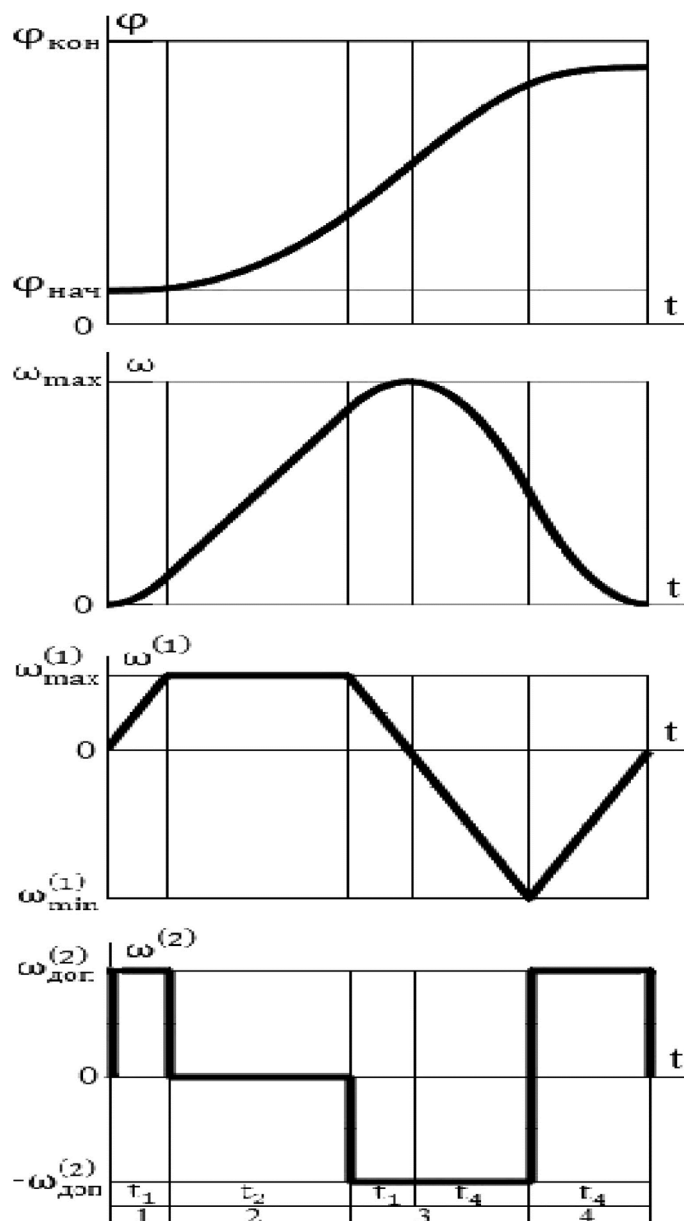 φ
φкон
φнач
t
0
ω
ωmax
t
0
ω(1)
ω(1)max
t
0
ω(1)min
ω(2)
ω(2)доп
t
0
-ω(2)доп
t1 t2 t1 t4 t4
1 2 3 4